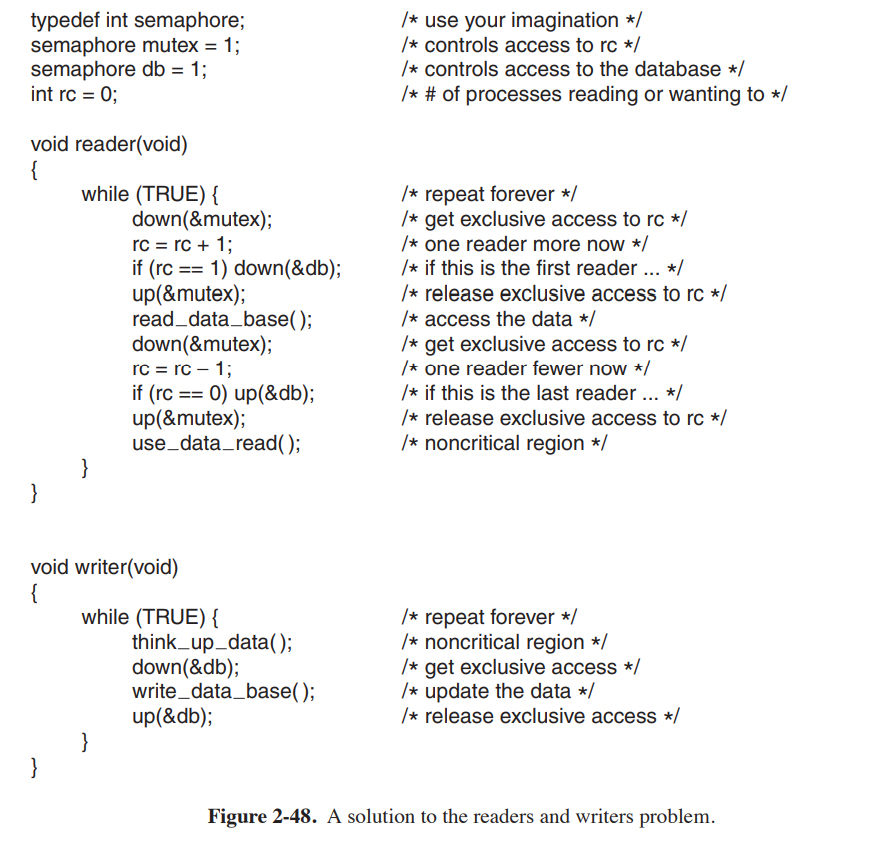 typedef int semaphore; /* use your imagination */
semaphore mutex = 1; /* controls access to rc */
semaphore db = 1; /* controls access to the database */
int rc = 0; /* # of processes reading or wanting to */
void reader(void)
{
while (TRUE) { /* repeat forever */
down(&mutex); /* get exclusive access to rc */
rc = rc + 1; /* one reader more now */
if (rc == 1) down(&db); /* if this is the first reader ... */
up(&mutex); /* release exclusive access to rc */
read_data_base( ); /* access the data */
down(&mutex); /* get exclusive access to rc */
rc = rc − 1; /* one reader fewer now */
if (rc == 0) up(&db); /* if this is the last reader ... */
up(&mutex); /* release exclusive access to rc */
use_data_read( ); /* noncritical region */
}
}
void writer(void)
{
while (TRUE) { /* repeat forever */
think_up_data( ); /* noncritical region */
down(&db); /* get exclusive access */
write_data_base( ); /* update the data */
up(&db); /* release exclusive access */
}
}
Figure 2-48. A solution to the readers and writers problem.